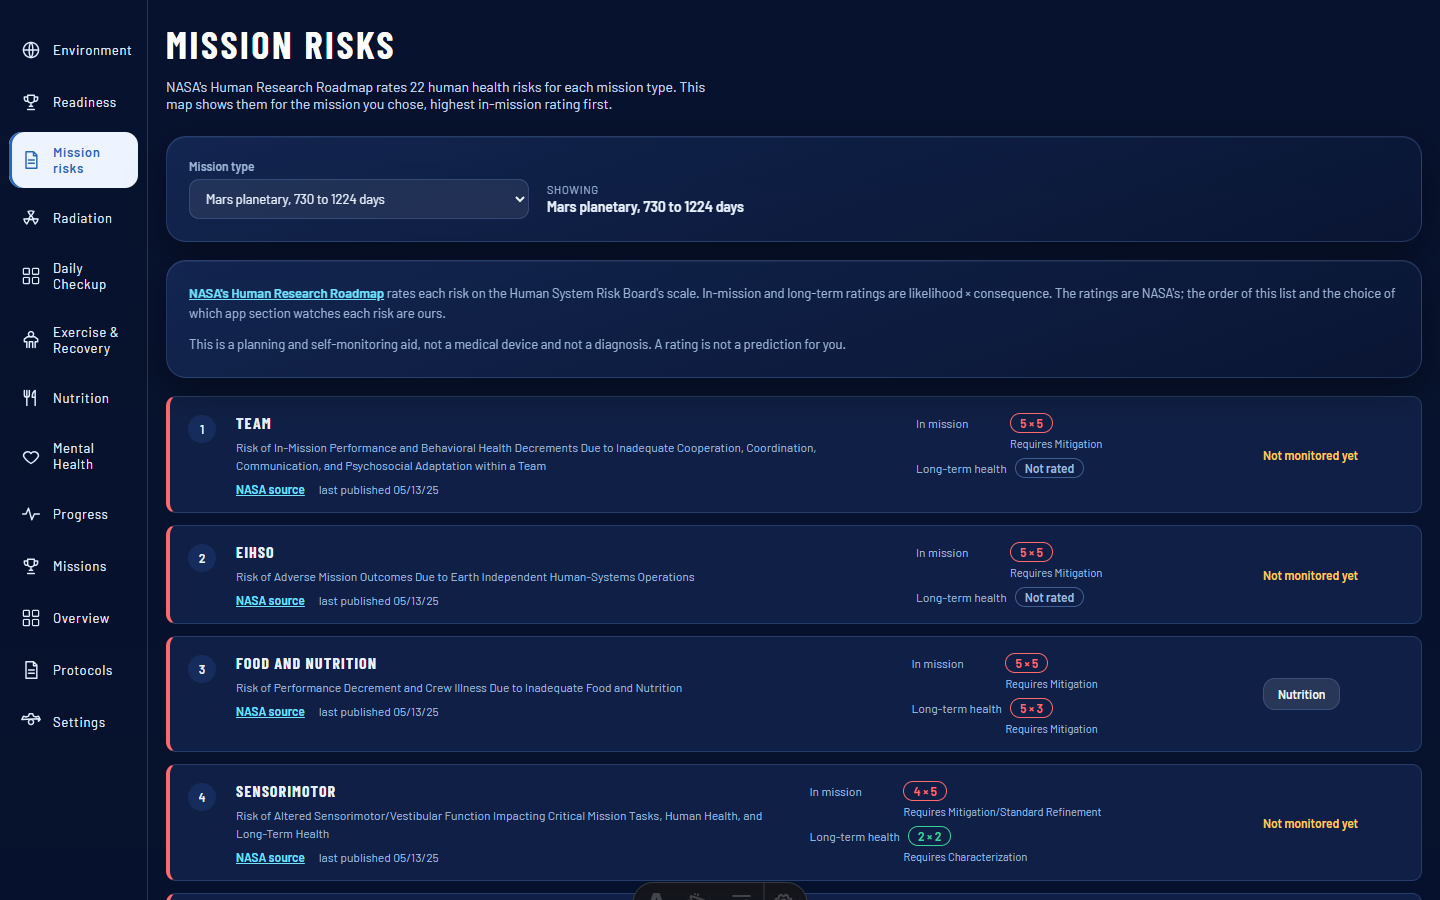 Environment
Readiness
Mission
risks
Radiation
Daily
Checkup
Exercise &
Recovery
Nutrition
Mental
Health
Progress
Missions
Overview
Protocols
Settings
MISSION RISKS
NASA's Human Research Roadmap rates 22 human health risks for each mission type. This
map shows them for the mission you chose, highest in-mission rating first.
Mission type
Mars planetary, 730 to 1224 days
SHOWING
Mars planetary, 730 to 1224 days
NASA's Human Research Roadmap rates each risk on the Human System Risk Board's scale. In-mission and long-term ratings are likelihood × consequence. The ratings are NASA's; the order of this list and the choice of
which app section watches each risk are ours.
This is a planning and self-monitoring aid, not a medical device and not a diagnosis. A rating is not a prediction for you.
1
TEAM
Risk of In-Mission Performance and Behavioral Health Decrements Due to Inadequate Cooperation, Coordination,
Communication, and Psychosocial Adaptation within a Team
NASA source last published 05/13/25
In mission 5 × 5
Requires Mitigation
Long-term health Not rated
Not monitored yet
2
EIHSO
Risk of Adverse Mission Outcomes Due to Earth Independent Human-Systems Operations
NASA source last published 05/13/25
In mission 5 × 5
Requires Mitigation
Long-term health Not rated
Not monitored yet
3
FOOD AND NUTRITION
Risk of Performance Decrement and Crew Illness Due to Inadequate Food and Nutrition
NASA source last published 05/13/25
In mission 5 × 5
Requires Mitigation
Long-term health 5 × 3
Requires Mitigation
Nutrition
4
SENSORIMOTOR
Risk of Altered Sensorimotor/Vestibular Function Impacting Critical Mission Tasks, Human Health, and
Long-Term Health
NASA source last published 05/13/25
In mission 4 × 5
Requires Mitigation/Standard Refinement
Long-term health 2 × 2
Requires Characterization
Not monitored yet